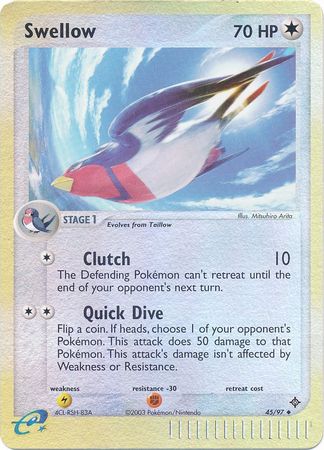 Swellow 70 HP
Illus. Mitsuhiro Arita
STAGE 1
Evolves from Taillow
Clutch 10
The Defending Pokémon can't retreat until the
end of your opponent's next turn.
Quick Dive
Flip a coin. If heads, choose 1 of your opponent's
Pokémon. This attack does 50 damage to that
Pokémon. This attack's damage isn't affected by
Weakness or Resistance.
weakness resistance -30 retreat cost
4CL-RSH-83A ©2003 Pokémon/Nintendo 45/97
e